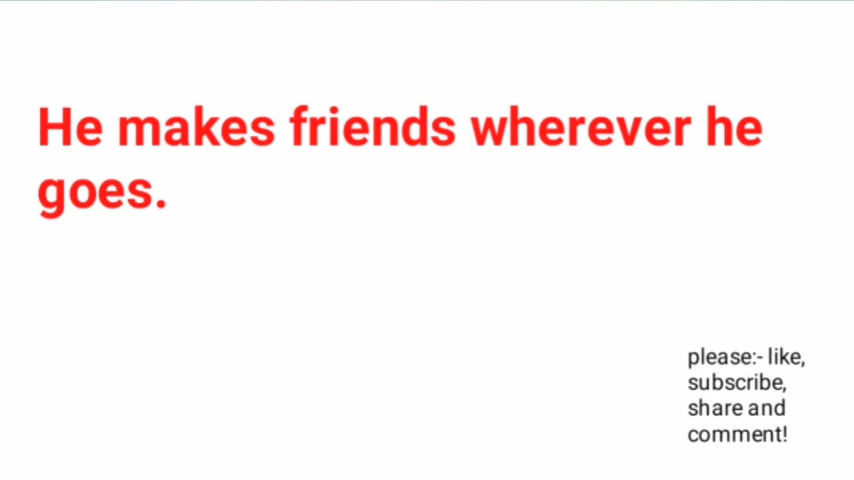 He makes friends wherever he
goes.
please:- like,
subscribe,
share and
comment!